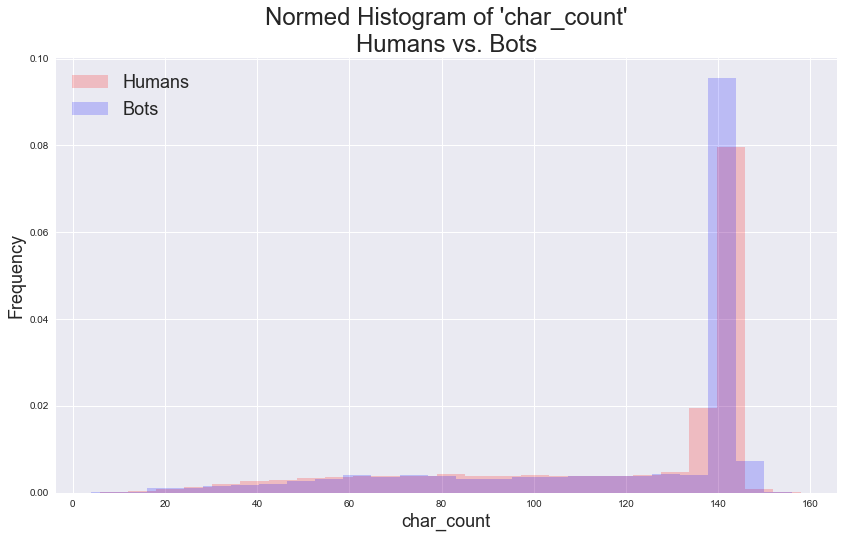 Normed Histogram of 'char_count'
Humans vs. Bots
Humans
Bots
Frequency
0.10
0.08
0.06
0.04
0.02
0.00
0 20 40 60 80 100 120 140 160
char_count